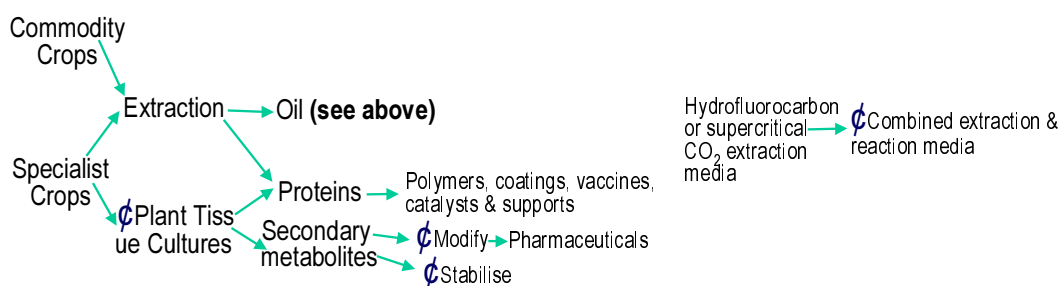 Commodity
Crops
Extraction
Oil (see above)
Specialist
Crops
Proteins
Polymers, coatings, vaccines,
catalysts & supports
₵Plant Tiss
ue Cultures
Secondary
metabolites
₵Modify
Pharmaceuticals
₵Stabilise
Hydrofluorocarbon
or supercritical
CO₂ extraction
media
₵Combined extraction &
reaction media